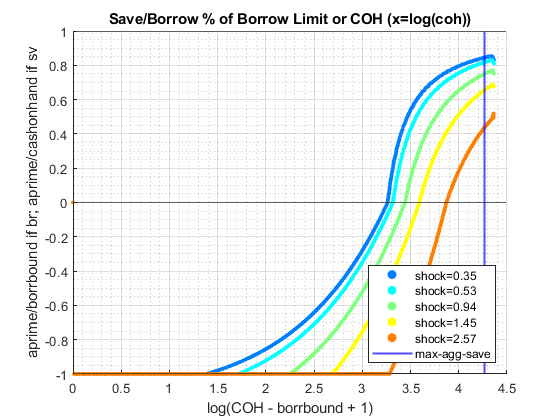 Save/Borrow % of Borrow Limit or COH (x=log(coh))
aprime/borrbound if br; aprime/cashonhand if sv
1
0.8
0.6
0.4
0.2
0
-0.2
-0.4
-0.6
-0.8
-1
shock=0.35
shock=0.53
shock=0.94
shock=1.45
shock=2.57
max-agg-save
0 0.5 1 1.5 2 2.5 3 3.5 4 4.5
log(COH - borrbound + 1)